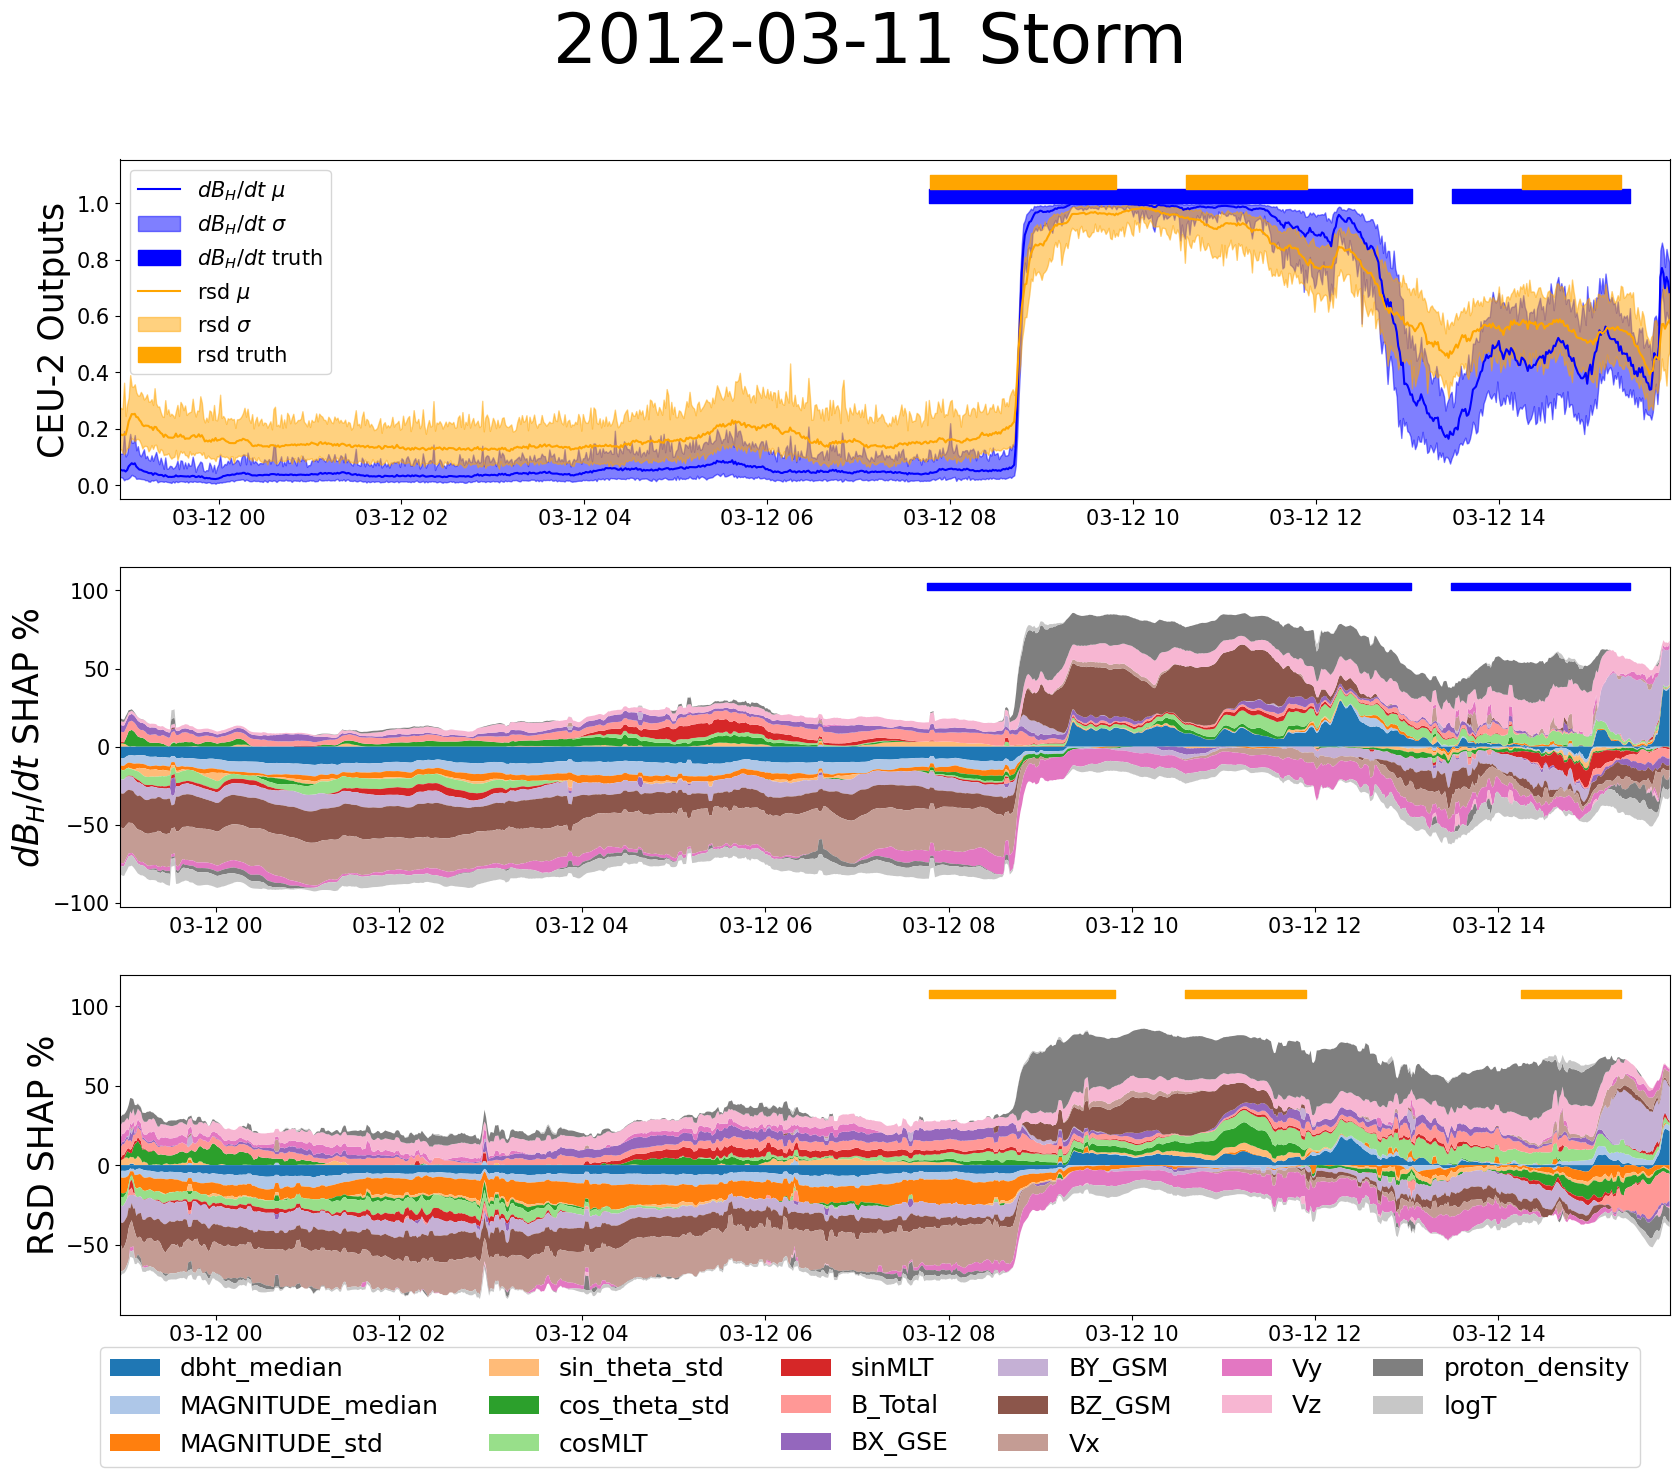 2012-03-11 Storm
CEU-2 Outputs
1.0
0.8
0.6
0.4
0.2
0.0
dB_H/dt μ
dB_H/dt σ
dB_H/dt truth
rsd μ
rsd σ
rsd truth
03-12 00 03-12 02 03-12 04 03-12 06 03-12 08 03-12 10 03-12 12 03-12 14
dB_H/dt SHAP %
100
50
0
−50
−100
03-12 00 03-12 02 03-12 04 03-12 06 03-12 08 03-12 10 03-12 12 03-12 14
RSD SHAP %
100
50
0
−50
03-12 00 03-12 02 03-12 04 03-12 06 03-12 08 03-12 10 03-12 12 03-12 14
dbht_median sin_theta_std sinMLT BY_GSM Vy proton_density
MAGNITUDE_median cos_theta_std B_Total BZ_GSM Vz logT
MAGNITUDE_std cosMLT BX_GSE Vx